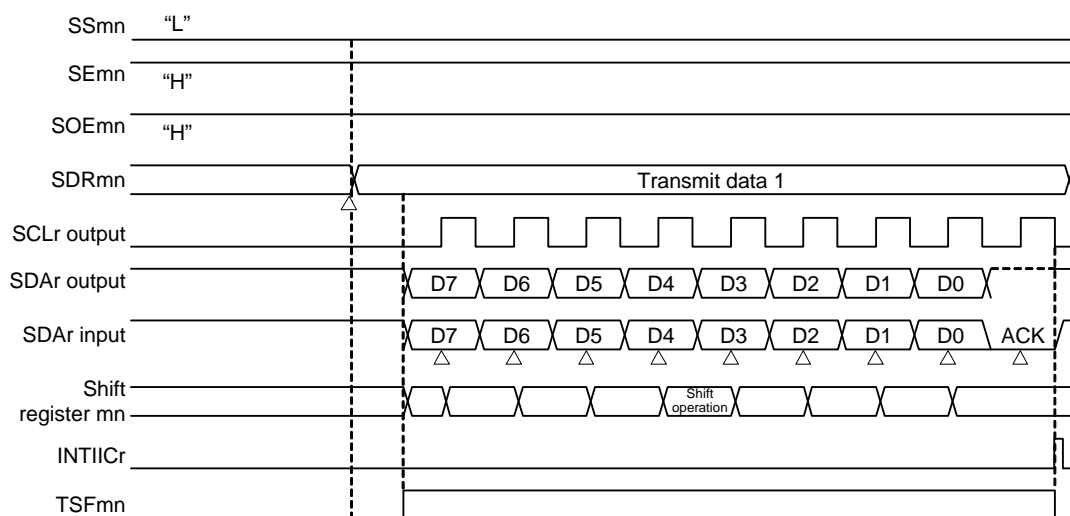 SSmn “L”
SEmn “H”
SOEmn “H”
SDRmn Transmit data 1
SCLr output
SDAr output D7 D6 D5 D4 D3 D2 D1 D0
SDAr input D7 D6 D5 D4 D3 D2 D1 D0 ACK
Shift
register mn
Shift
operation
INTIICr
TSFmn